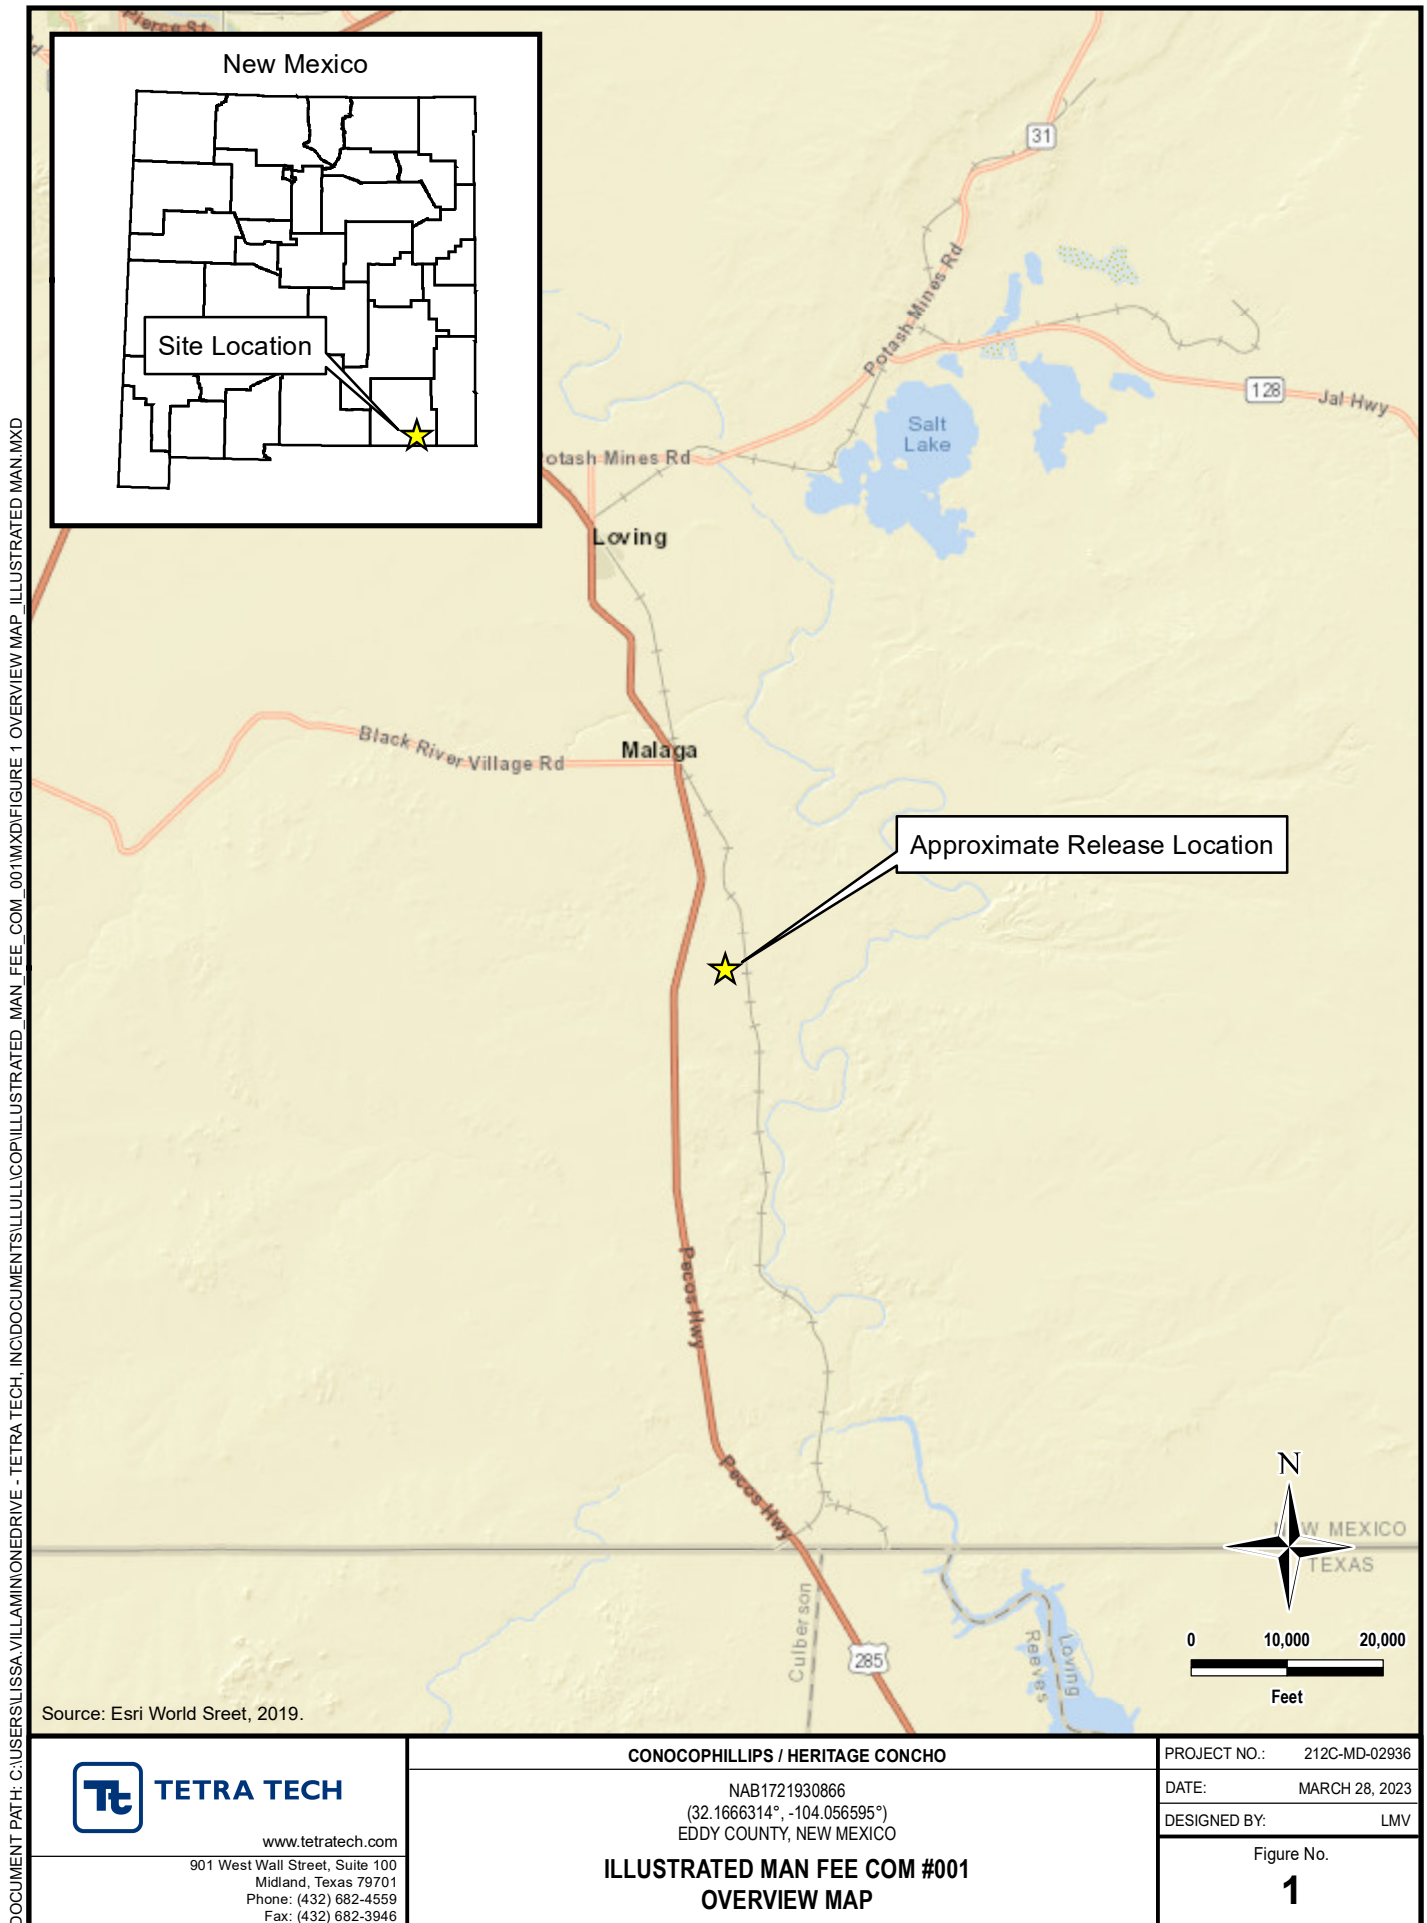 Pierce St
New Mexico
Site Location
31
Potash Mines Rd
128
Jal Hwy
Salt
Lake
otash Mines Rd
Loving
Black River Village Rd
Malaga
Approximate Release Location
Pecos Hwy
Pecos Hwy
N
NEW MEXICO
TEXAS
Culberson
285
Reeves
Loving
0 10,000 20,000
Feet
Source: Esri World Sreet, 2019.
DOCUMENT PATH: C:\USERS\LISSA.VILLAMIN\ONEDRIVE - TETRA TECH, INC\DOCUMENTS\LLULL\COP\ILLUSTRATED_MAN_FEE_COM_001\MXD\FIGURE 1 OVERVIEW MAP_ILLUSTRATED MAN.MXD
Tt TETRA TECH
www.tetratech.com
901 West Wall Street, Suite 100
Midland, Texas 79701
Phone: (432) 682-4559
Fax: (432) 682-3946
CONOCOPHILLIPS / HERITAGE CONCHO
NAB1721930866
(32.1666314°, -104.056595°)
EDDY COUNTY, NEW MEXICO
ILLUSTRATED MAN FEE COM #001
OVERVIEW MAP
PROJECT NO.: 212C-MD-02936
DATE: MARCH 28, 2023
DESIGNED BY: LMV
Figure No.
1